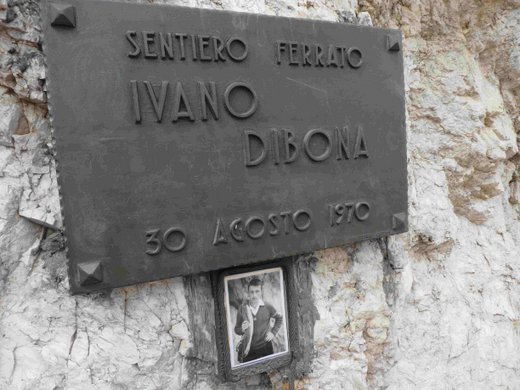 SENTIERO FERRATO
IVANO
DIBONA
30 AGOSTO 1970